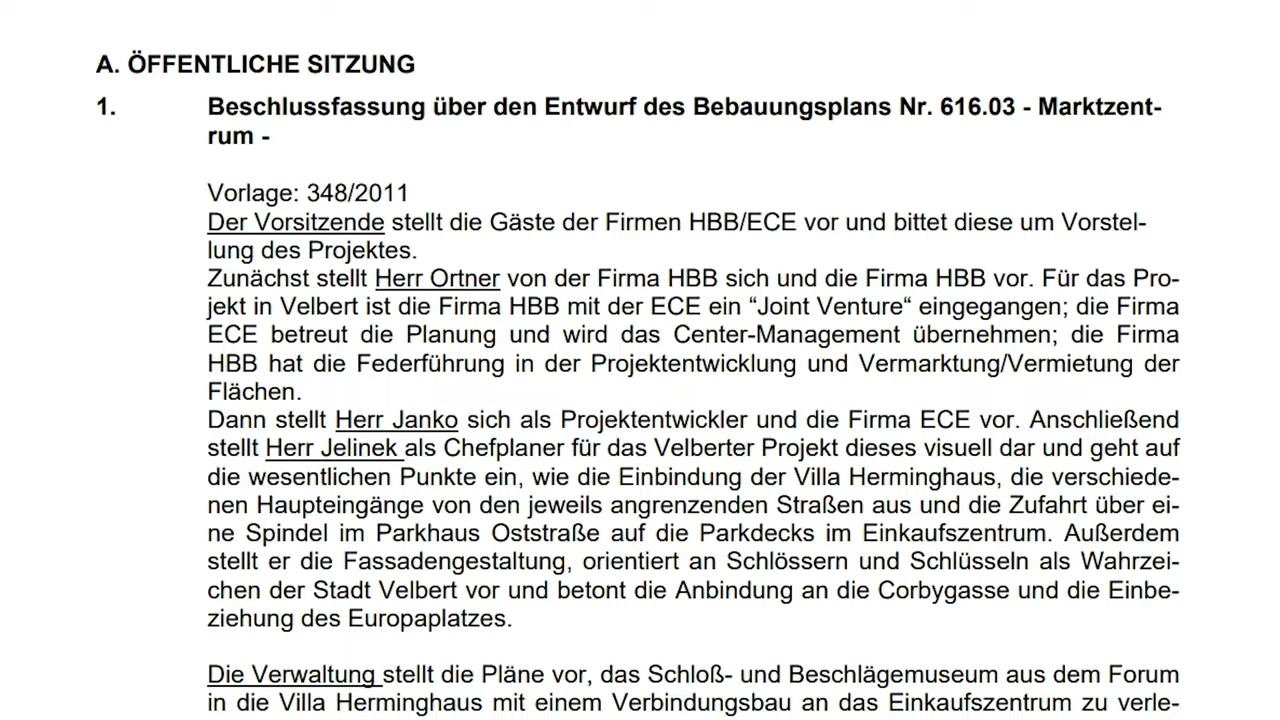 A. ÖFFENTLICHE SITZUNG
1. Beschlussfassung über den Entwurf des Bebauungsplans Nr. 616.03 - Marktzent-
rum -
Vorlage: 348/2011
Der Vorsitzende stellt die Gäste der Firmen HBB/ECE vor und bittet diese um Vorstel-
lung des Projektes.
Zunächst stellt Herr Ortner von der Firma HBB sich und die Firma HBB vor. Für das Pro-
jekt in Velbert ist die Firma HBB mit der ECE ein “Joint Venture“ eingegangen; die Firma
ECE betreut die Planung und wird das Center-Management übernehmen; die Firma
HBB hat die Federführung in der Projektentwicklung und Vermarktung/Vermietung der
Flächen.
Dann stellt Herr Janko sich als Projektentwickler und die Firma ECE vor. Anschließend
stellt Herr Jelinek als Chefplaner für das Velberter Projekt dieses visuell dar und geht auf
die wesentlichen Punkte ein, wie die Einbindung der Villa Herminghaus, die verschiede-
nen Haupteingänge von den jeweils angrenzenden Straßen aus und die Zufahrt über ei-
ne Spindel im Parkhaus Oststraße auf die Parkdecks im Einkaufszentrum. Außerdem
stellt er die Fassadengestaltung, orientiert an Schlössern und Schlüsseln als Wahrzei-
chen der Stadt Velbert vor und betont die Anbindung an die Corbygasse und die Einbe-
ziehung des Europaplatzes.
Die Verwaltung stellt die Pläne vor, das Schloß- und Beschlägemuseum aus dem Forum
in die Villa Herminghaus mit einem Verbindungsbau an das Einkaufszentrum zu verle-